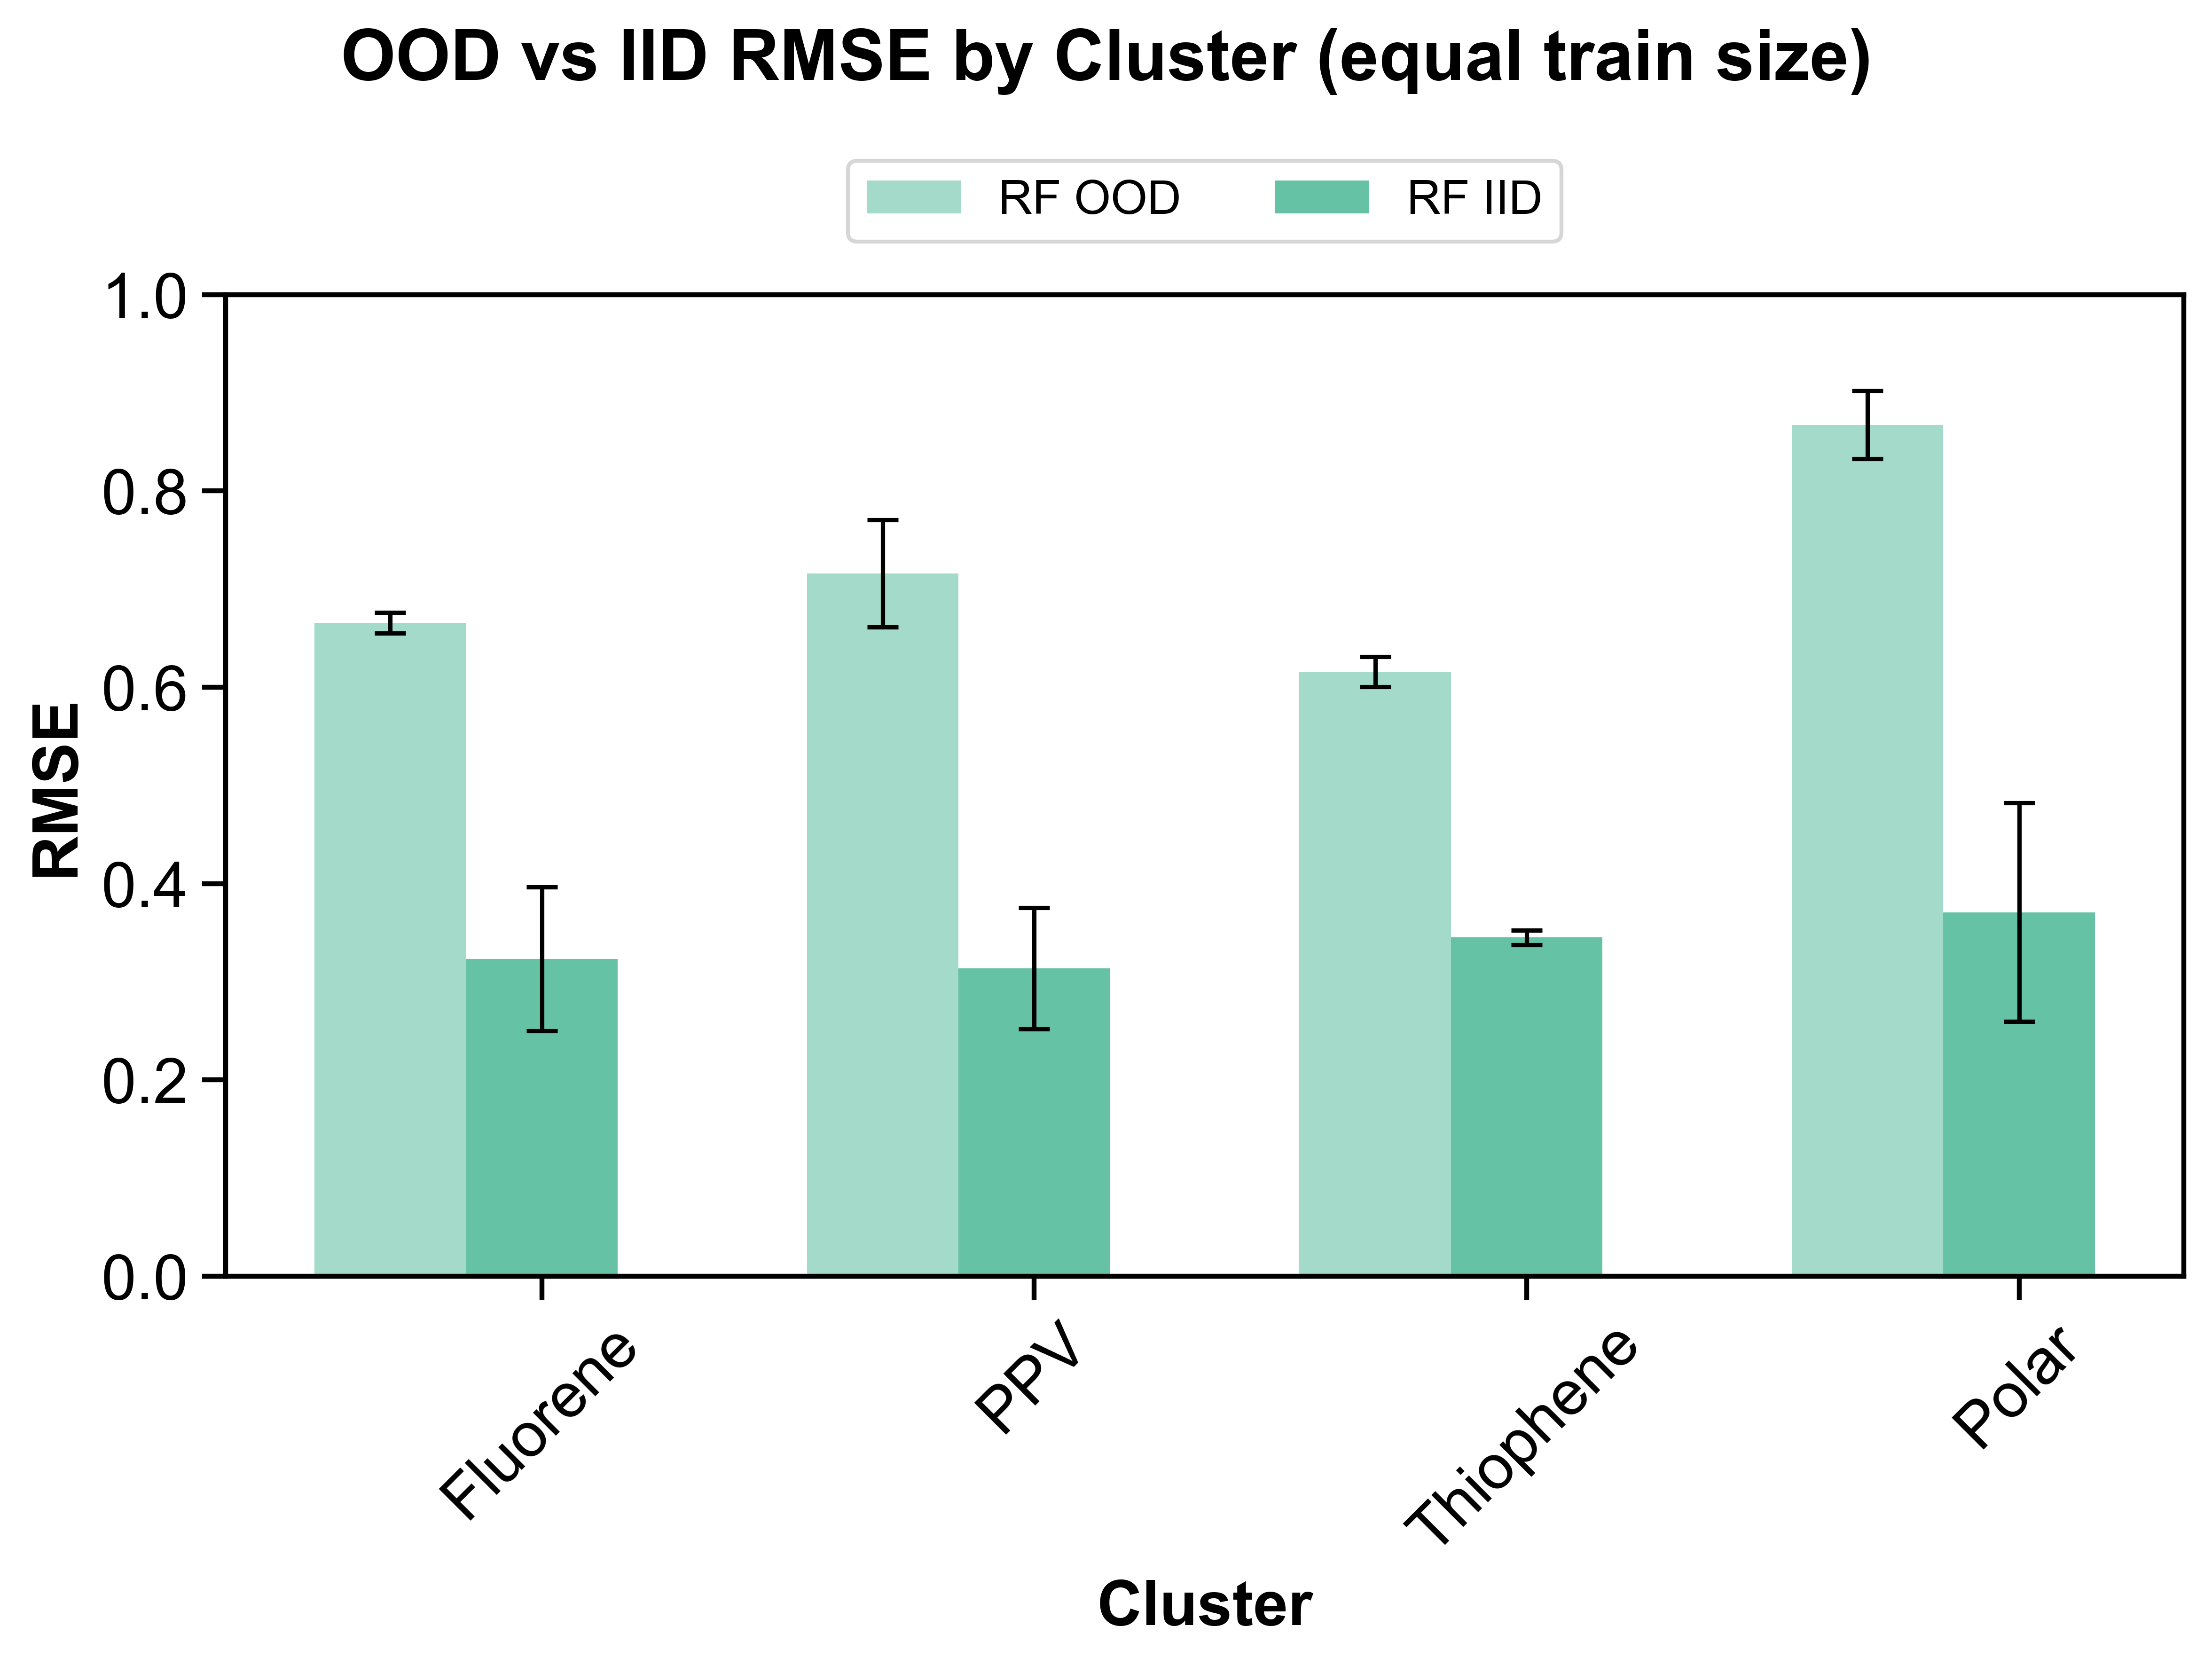 OOD vs IID RMSE by Cluster (equal train size)
RF OOD RF IID
1.0
0.8
0.6
0.4
0.2
0.0
RMSE
Fluorene PPV Thiophene Polar
Cluster